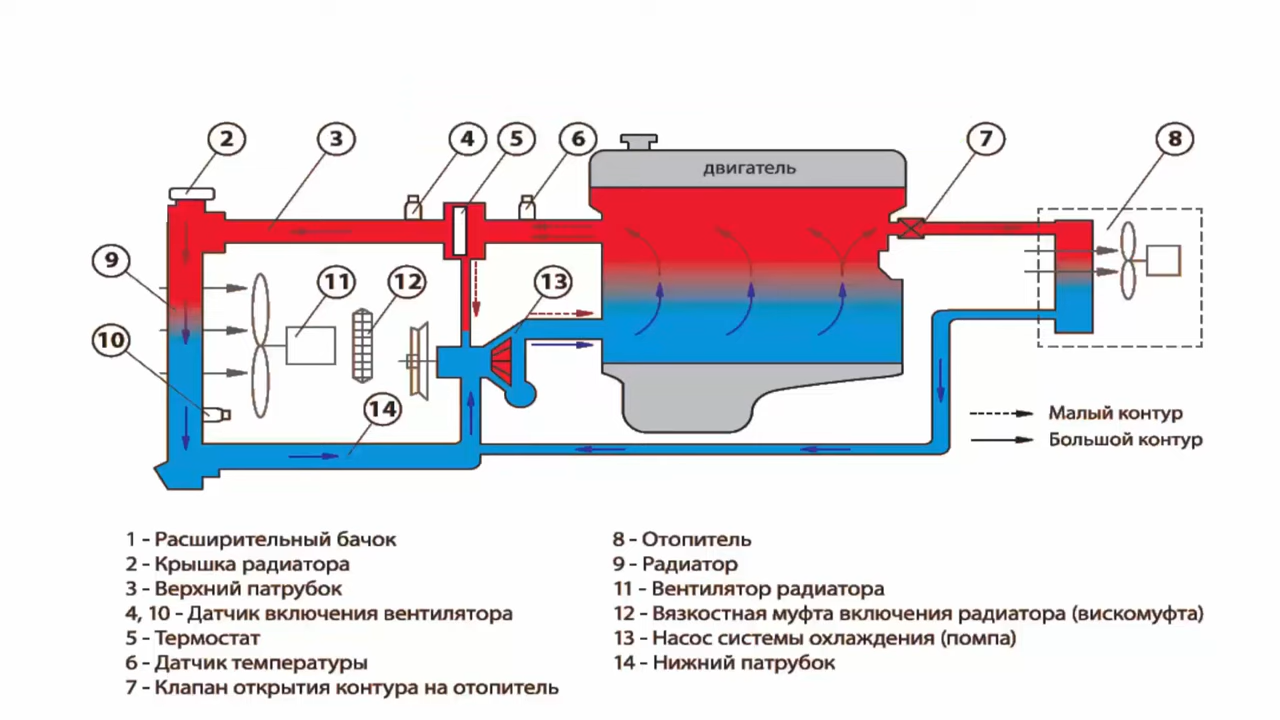 2
3
4
5
6
7
8
двигатель
9
11
12
13
10
14
Малый контур
Большой контур
1 - Расширительный бачок
2 - Крышка радиатора
3 - Верхний патрубок
4, 10 - Датчик включения вентилятора
5 - Термостат
6 - Датчик температуры
7 - Клапан открытия контура на отопитель
8 - Отопитель
9 - Радиатор
11 - Вентилятор радиатора
12 - Вязкостная муфта включения радиатора (вискомуфта)
13 - Насос системы охлаждения (помпа)
14 - Нижний патрубок